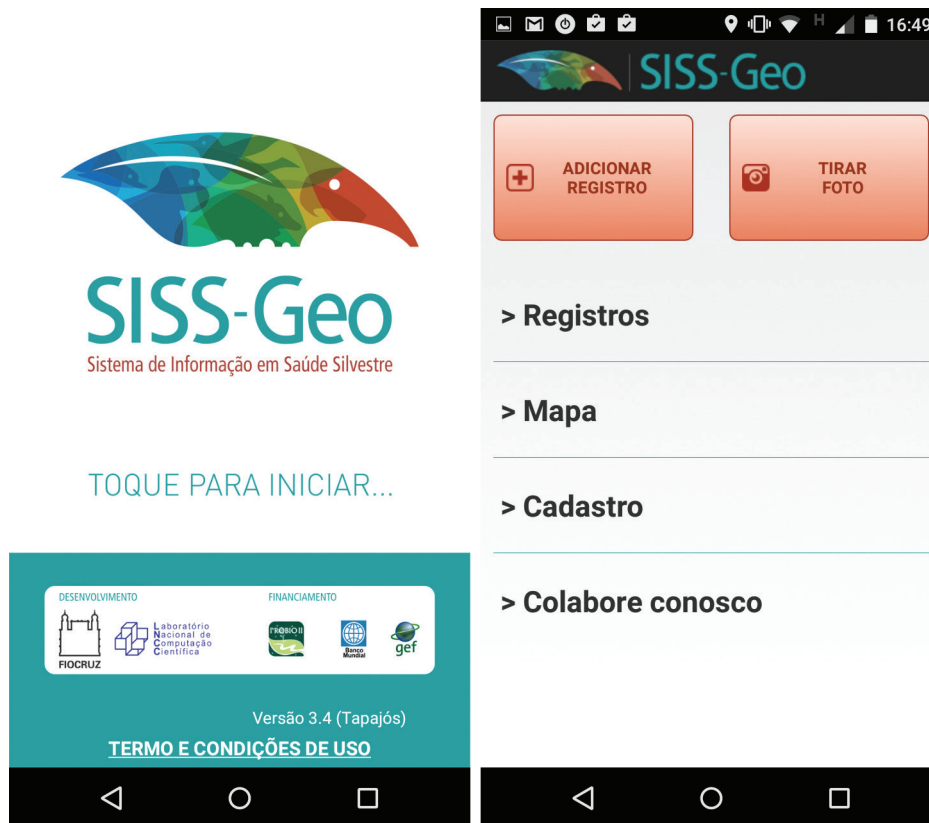 SISS-Geo
Sistema de Informação em Saúde Silvestre
TOQUE PARA INICIAR...
DESENVOLVIMENTO
FIOCRUZ
Laboratório
Nacional de
Computação
Científica
FINANCIAMENTO
PROBIO II
Banco
Mundial
gef
Versão 3.4 (Tapajós)
TERMO E CONDIÇÕES DE USO
H
16:49
SISS-Geo
ADICIONAR
REGISTRO
TIRAR
FOTO
> Registros
> Mapa
> Cadastro
> Colabore conosco